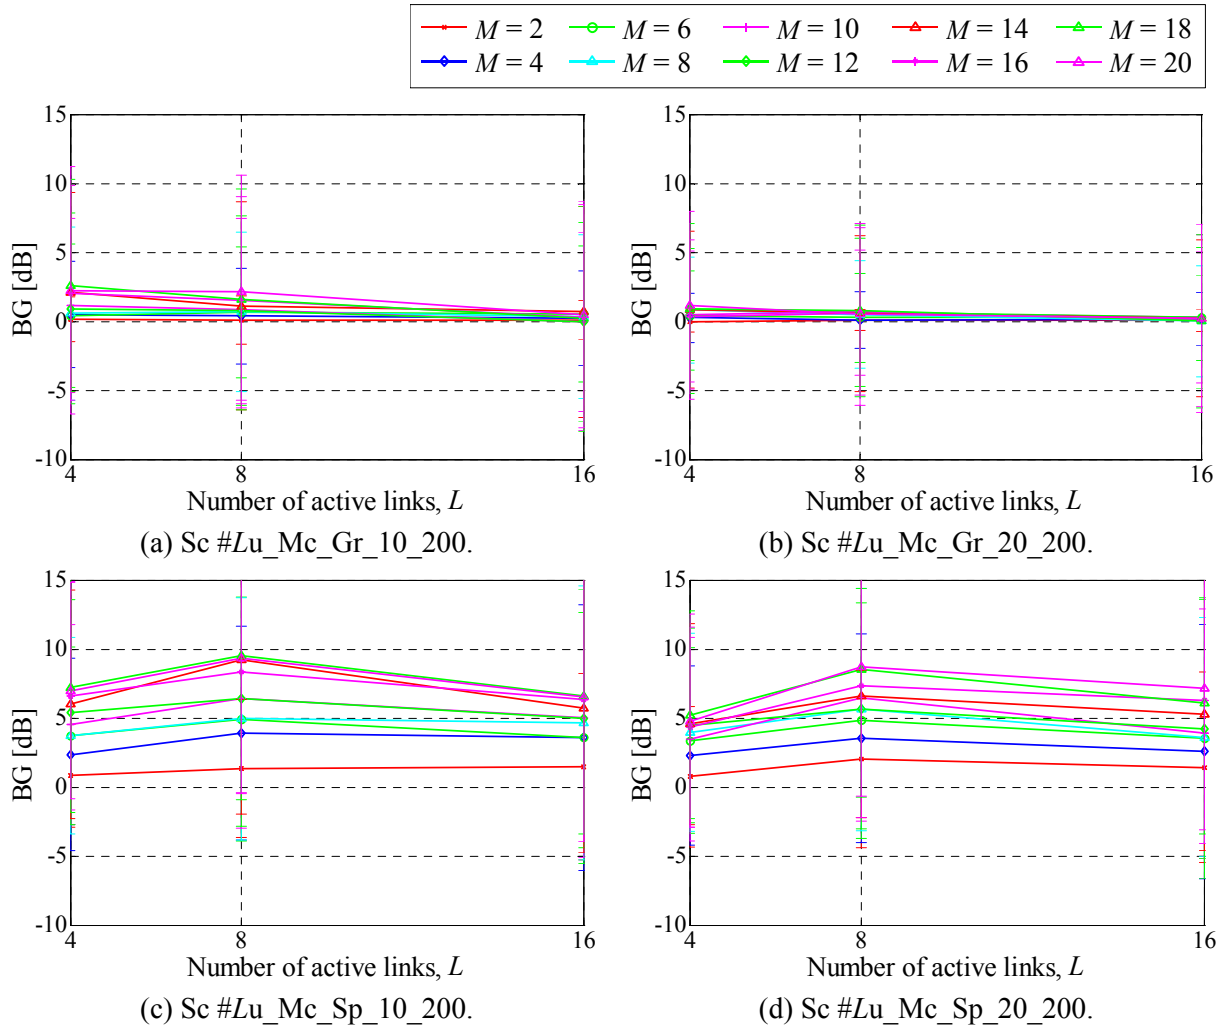 M = 2 M = 6 M = 10 M = 14 M = 18
M = 4 M = 8 M = 12 M = 16 M = 20
15
10
5
0
-5
-10
BG [dB]
4 8 16
Number of active links, L
(a) Sc #Lu_Mc_Gr_10_200.
15
10
5
0
-5
-10
BG [dB]
4 8 16
Number of active links, L
(b) Sc #Lu_Mc_Gr_20_200.
15
10
5
0
-5
-10
BG [dB]
4 8 16
Number of active links, L
(c) Sc #Lu_Mc_Sp_10_200.
15
10
5
0
-5
-10
BG [dB]
4 8 16
Number of active links, L
(d) Sc #Lu_Mc_Sp_20_200.